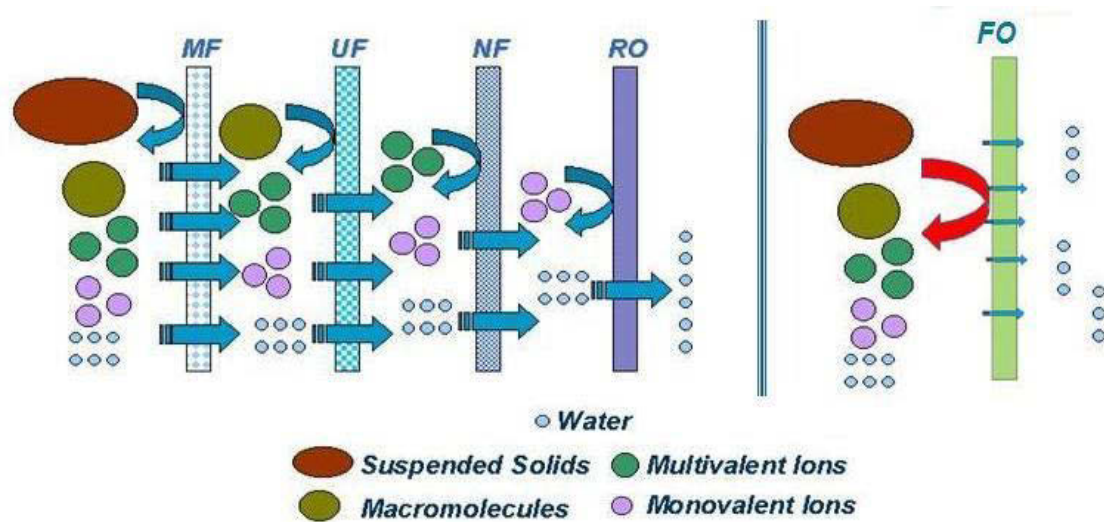 MF UF NF RO FO
Water
Suspended Solids Multivalent Ions
Macromolecules Monovalent Ions